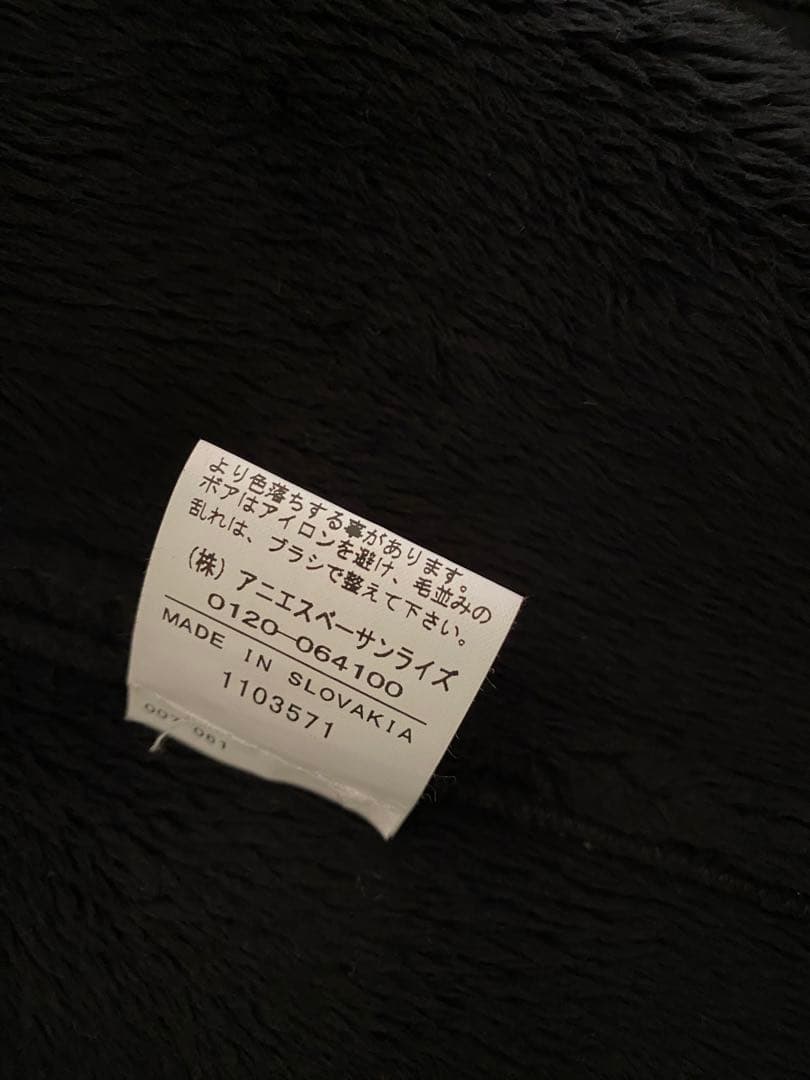 より色落ちする事があります。
ボアはアイロンを避け、毛並みの
乱れは、ブラシで整えて下さい。
(株)アニエスベーサンライズ
0120-064100
MADE IN SLOVAKIA
1103571
007 081